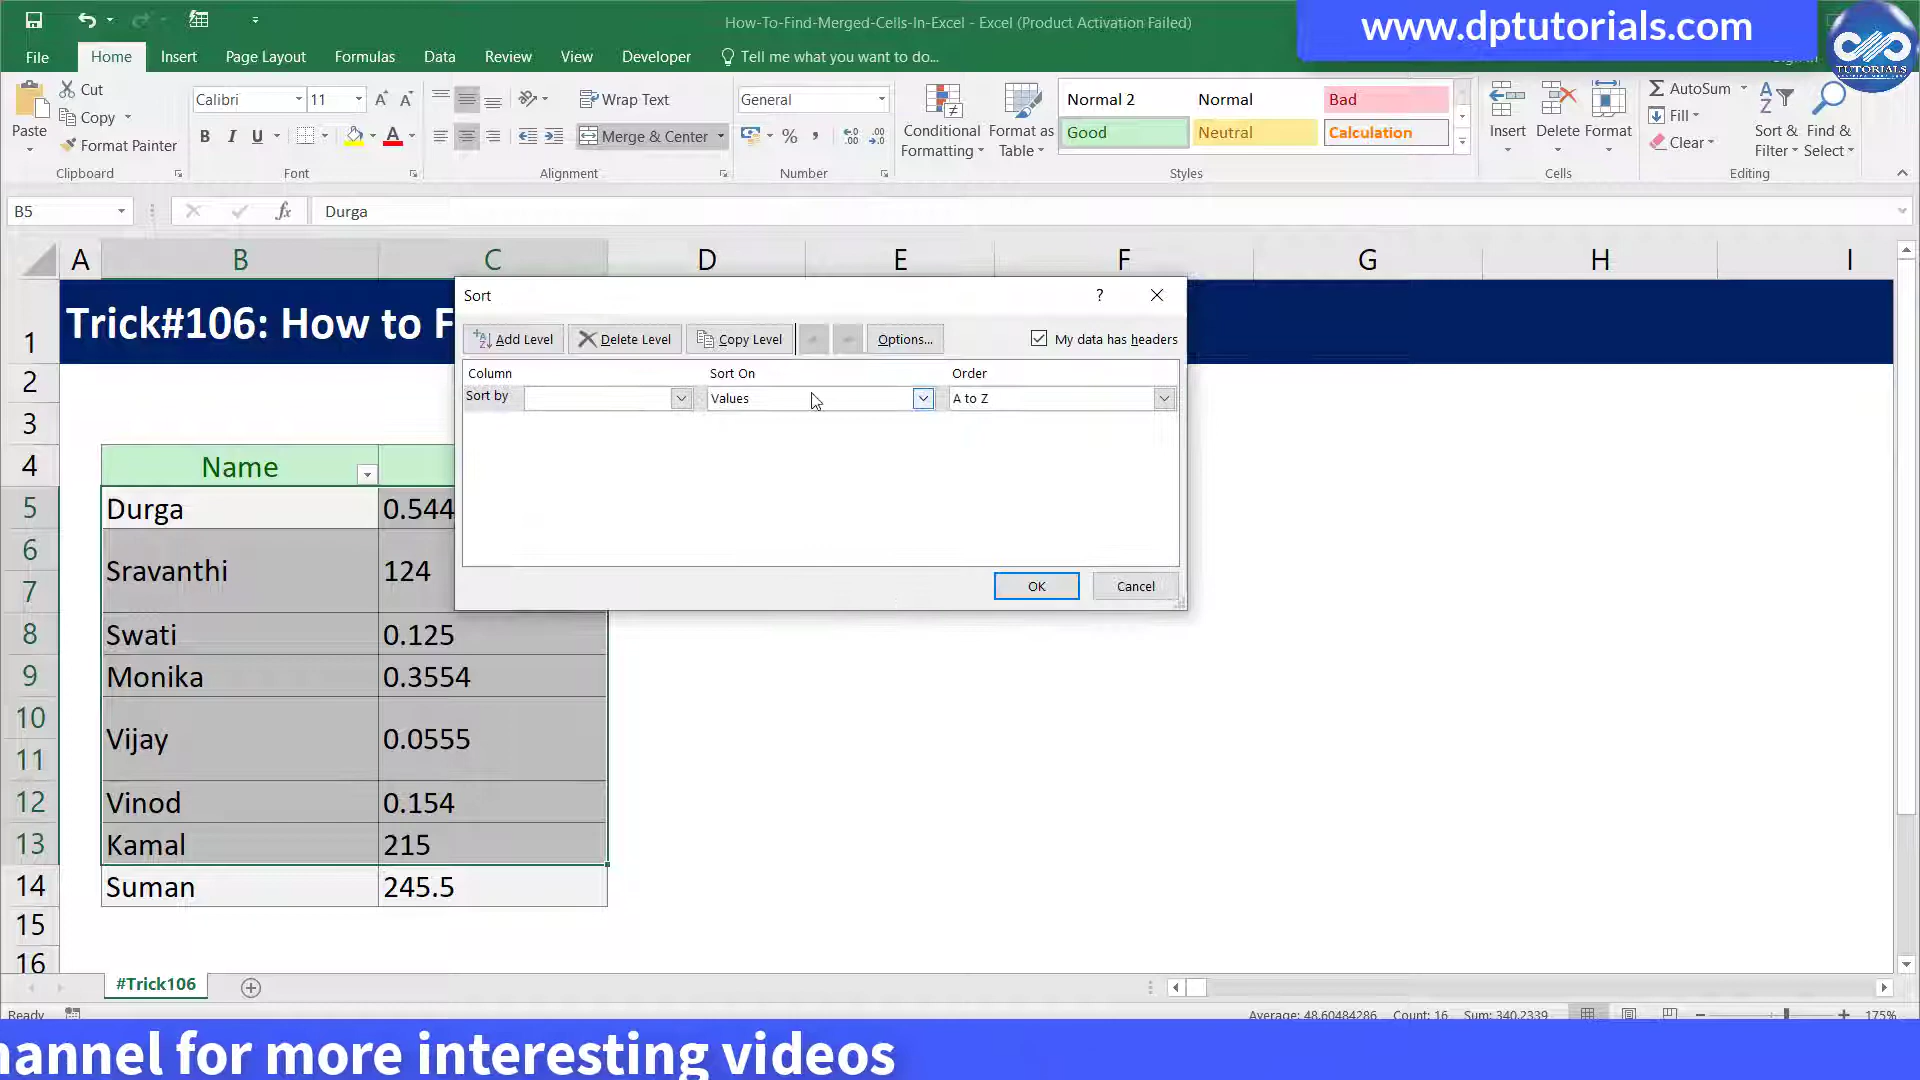 How-To-Find-Merged-Cells-In-Excel - Excel (Product Activation Failed)
www.dptutorials.com
TUTORIALS
File Home Insert Page Layout Formulas Data Review View Developer Tell me what you want to do...
Paste
Cut
Copy
Format Painter
Clipboard
Calibri 11
B I U A
Font
Wrap Text
Merge & Center
Alignment
General
% ,
Number
Conditional Formatting
Format as Table
Normal 2 Normal Bad
Good Neutral Calculation
Styles
Insert Delete Format
Cells
AutoSum
Fill
Clear
Sort & Filter
Find & Select
Editing
B5 fx Durga
A B C D E F G H I
1 Trick#106: How to F
2
3
4 Name
5 Durga 0.544
6
Sravanthi 124
7
8 Swati 0.125
9 Monika 0.3554
10
Vijay 0.0555
11
12 Vinod 0.154
13 Kamal 215
14 Suman 245.5
15
16
Sort ?
Add Level Delete Level Copy Level Options... My data has headers
Column Sort On Order
Sort by Values A to Z
OK Cancel
#Trick106
Ready Average: 48.60484286 Count: 16 Sum: 340.2339 175%
hannel for more interesting videos